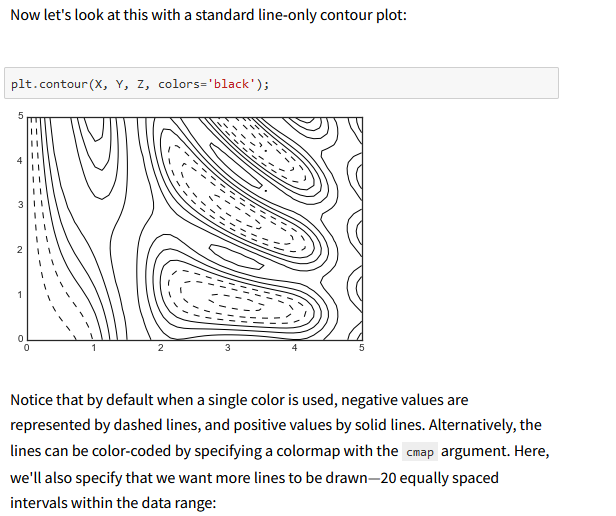 Now let's look at this with a standard line-only contour plot:
plt.contour(X, Y, Z, colors='black');
5
4
3
2
1
0
0 1 2 3 4 5
Notice that by default when a single color is used, negative values are
represented by dashed lines, and positive values by solid lines. Alternatively, the
lines can be color-coded by specifying a colormap with the cmap argument. Here,
we'll also specify that we want more lines to be drawn—20 equally spaced
intervals within the data range: